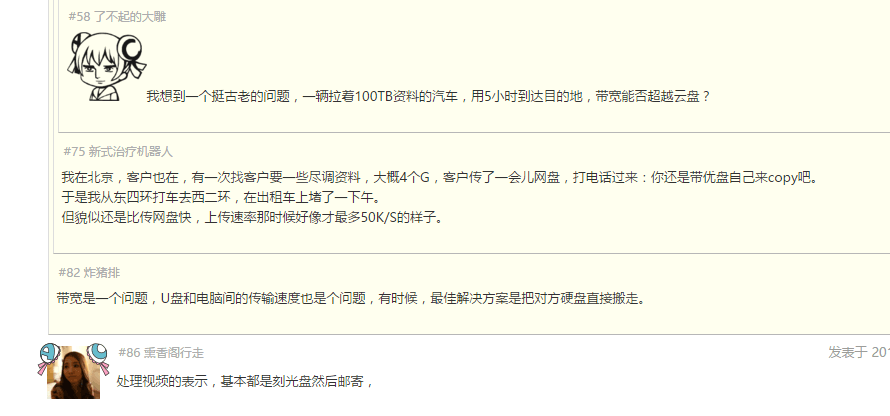 #58 了不起的大雕
我想到一个挺古老的问题，一辆拉着100TB资料的汽车，用5小时到达目的地，带宽能否超越云盘？
#75 新式治疗机器人
我在北京，客户也在，有一次找客户要一些尽调资料，大概4个G，客户传了一会儿网盘，打电话过来：你还是带优盘自己来copy吧。
于是我从东四环打车去西二环，在出租车上堵了一下午。
但貌似还是比传网盘快，上传速率那时候好像才最多50K/S的样子。
#82 炸猪排
带宽是一个问题，U盘和电脑间的传输速度也是个问题，有时候，最佳解决方案是把对方硬盘直接搬走。
#86 熏香阁行走
发表于 201
处理视频的表示，基本都是刻光盘然后邮寄，